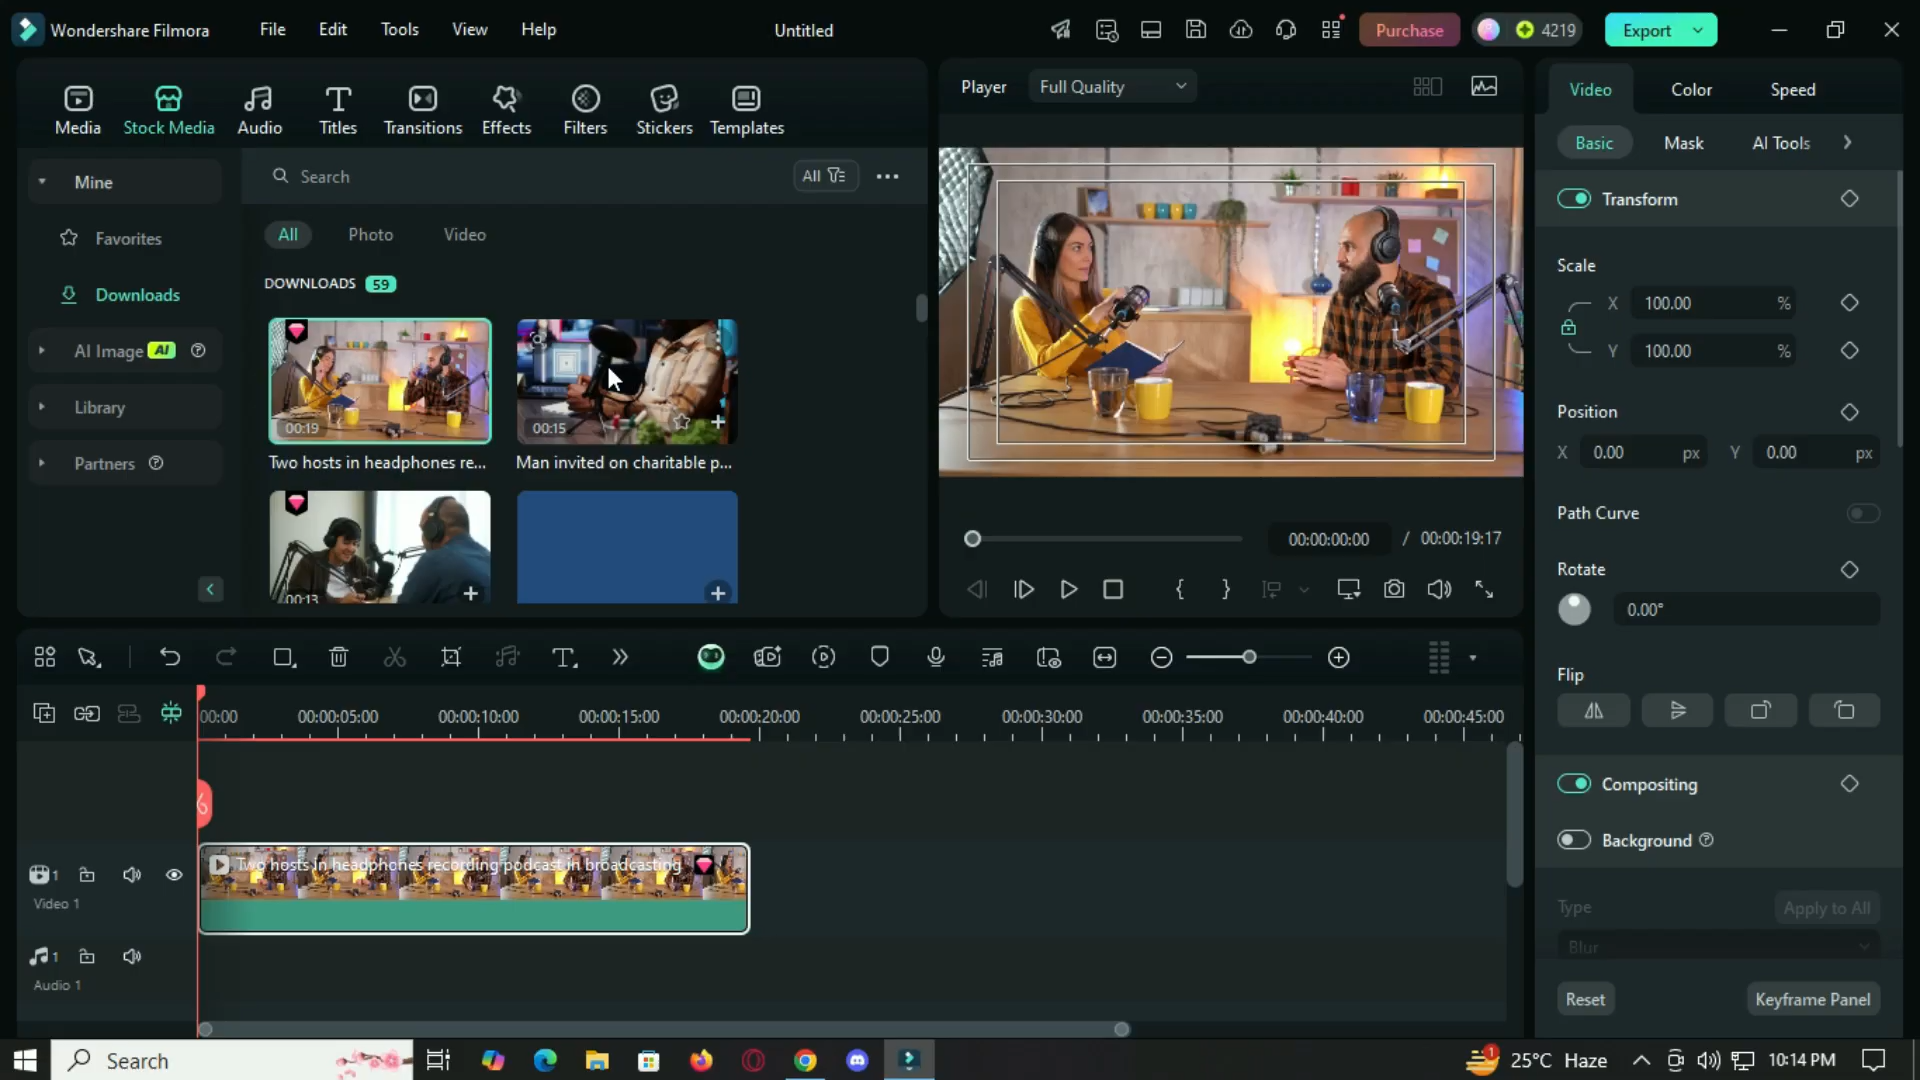 Wondershare Filmora
File
Edit
Tools
View
Help
Untitled
Purchase
4219
Export
Media
Stock Media
Audio
Titles
Transitions
Effects
Filters
Stickers
Templates
Mine
Favorites
Downloads
AI Image AI
Library
Partners
Search
All
All
Photo
Video
DOWNLOADS 59
00:19
00:15
Two hosts in headphones re...
Man invited on charitable p...
00:13
Player
Full Quality
00:00:00:00 / 00:00:19:17
Video
Color
Speed
Basic
Mask
AI Tools
Transform
Scale
X 100.00 %
Y 100.00 %
Position
X 0.00 px Y 0.00 px
Path Curve
Rotate
0.00°
Flip
Compositing
Background
Type
Apply to All
Blur
Reset
Keyframe Panel
00:00
00:00:05:00
00:00:10:00
00:00:15:00
00:00:20:00
00:00:25:00
00:00:30:00
00:00:35:00
00:00:40:00
00:00:45:00
Two hosts in headphones recording podcast in broadcasting
1
Video 1
1
Audio 1
Search
1
25°C Haze
10:14 PM